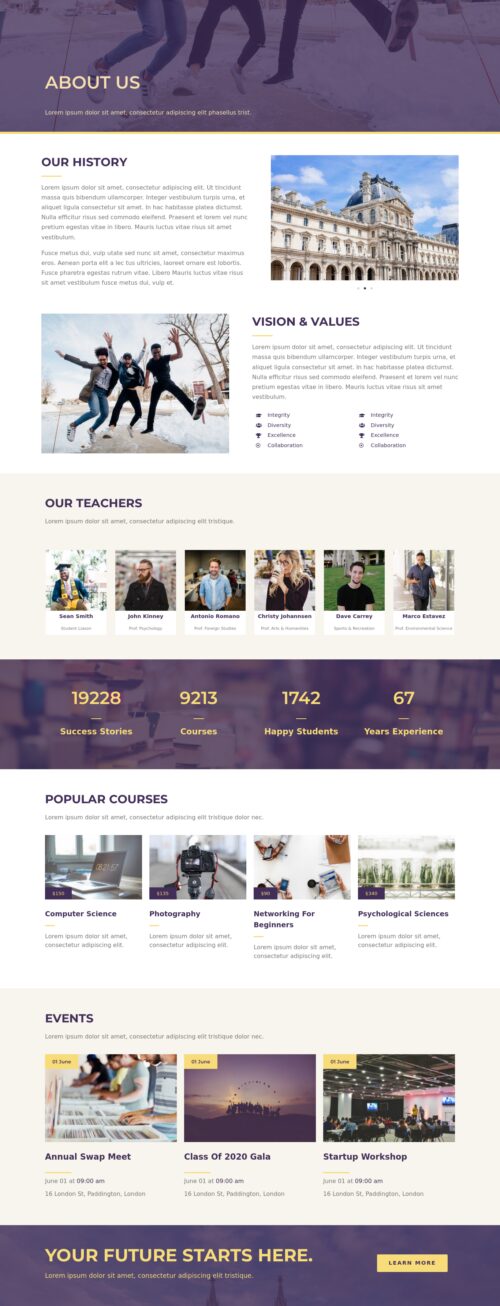 ABOUT US
Lorem ipsum dolor sit amet, consectetur adipiscing elit phasellus trist.
OUR HISTORY
Lorem ipsum dolor sit amet, consectetur adipiscing elit. Ut tincidunt
massa quis bibendum ullamcorper. Integer vestibulum turpis urna, et
aliquet ligula consectetur sit amet. In hac habitasse platea dictumst.
Nulla efficitur risus sed commodo eleifend. Praesent et lorem vel nunc
pretium egestas vitae in libero. Mauris luctus risus sit amet
vestibulum.
Fusce metus dui, vulp utate sed nunc sit amet, consectetur maximus
eros. Aenean porta elit a lec tus ultricies, laoreet ornare est lobortis.
Fusce pharetra egestas rutrum vitae, Libero Mauris luctus vitae risus
sit amet vestibulum fusce metus dui, vulp et.
VISION & VALUES
Lorem ipsum dolor sit amet, consectetur adipiscing elit. Ut tincidunt
massa quis bibendum ullamcorper. Integer vestibulum turpis urna, et
aliquet ligula consectetur sit amet. In hac habitasse platea dictumst.
Nulla efficitur risus sed commodo eleifend. Praesent et lorem vel nunc
pretium egestas vitae in libero. Mauris luctus risus sit amet
vestibulum.
Integrity
Diversity
Excellence
Collaboration
Integrity
Diversity
Excellence
Collaboration
OUR TEACHERS
Lorem ipsum dolor sit amet, consectetur adipiscing tristique.
Sean Smith
Student Liason
John Kinney
Prof. Psychology
Antonio Romano
Prof. Foreign Studies
Christy Johannsen
Prof. Arts & Humanities
Dave Carrey
Sports & Recreation
Marco Estavez
Prof. Environmental Science
19228
Success Stories
9213
Courses
1742
Happy Students
67
Years Experience
POPULAR COURSES
Lorem ipsum dolor sit amet, consectetur adipiscing elit tristique dolor nec.
$150
Computer Science
Lorem ipsum dolor sit amet,
consectetur adipiscing elit.
$135
Photography
Lorem ipsum dolor sit amet,
consectetur adipiscing elit.
$90
Networking For
Beginners
Lorem ipsum dolor sit amet,
consectetur adipiscing elit.
$340
Psychological Sciences
Lorem ipsum dolor sit amet,
consectetur adipiscing elit.
EVENTS
Lorem ipsum dolor sit amet, consectetur adipiscing elit tristique dolor nec.
01 June
Annual Swap Meet
June 01 at 09:00 am
16 London St, Paddington, London
01 June
Class Of 2020 Gala
June 01 at 09:00 am
16 London St, Paddington, London
01 June
Startup Workshop
June 01 at 09:00 am
16 London St, Paddington, London
YOUR FUTURE STARTS HERE.
Lorem ipsum dolor sit amet, consectetur adipiscing elit tristique.
LEARN MORE